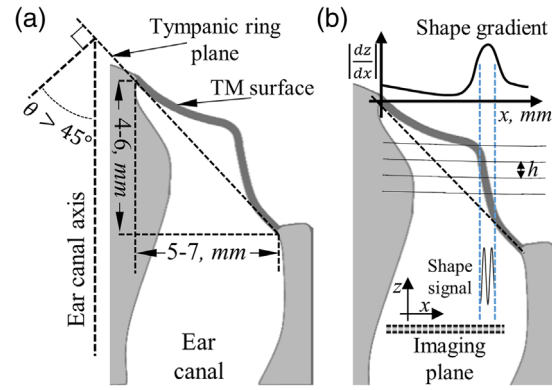 (a)
Tympanic ring
plane
TM surface
θ > 45°
4-6, mm
5-7, mm
Ear canal axis
Ear
canal
(b)
Shape gradient
|dz/dx|
x, mm
h
Shape
signal
z
x
Imaging
plane